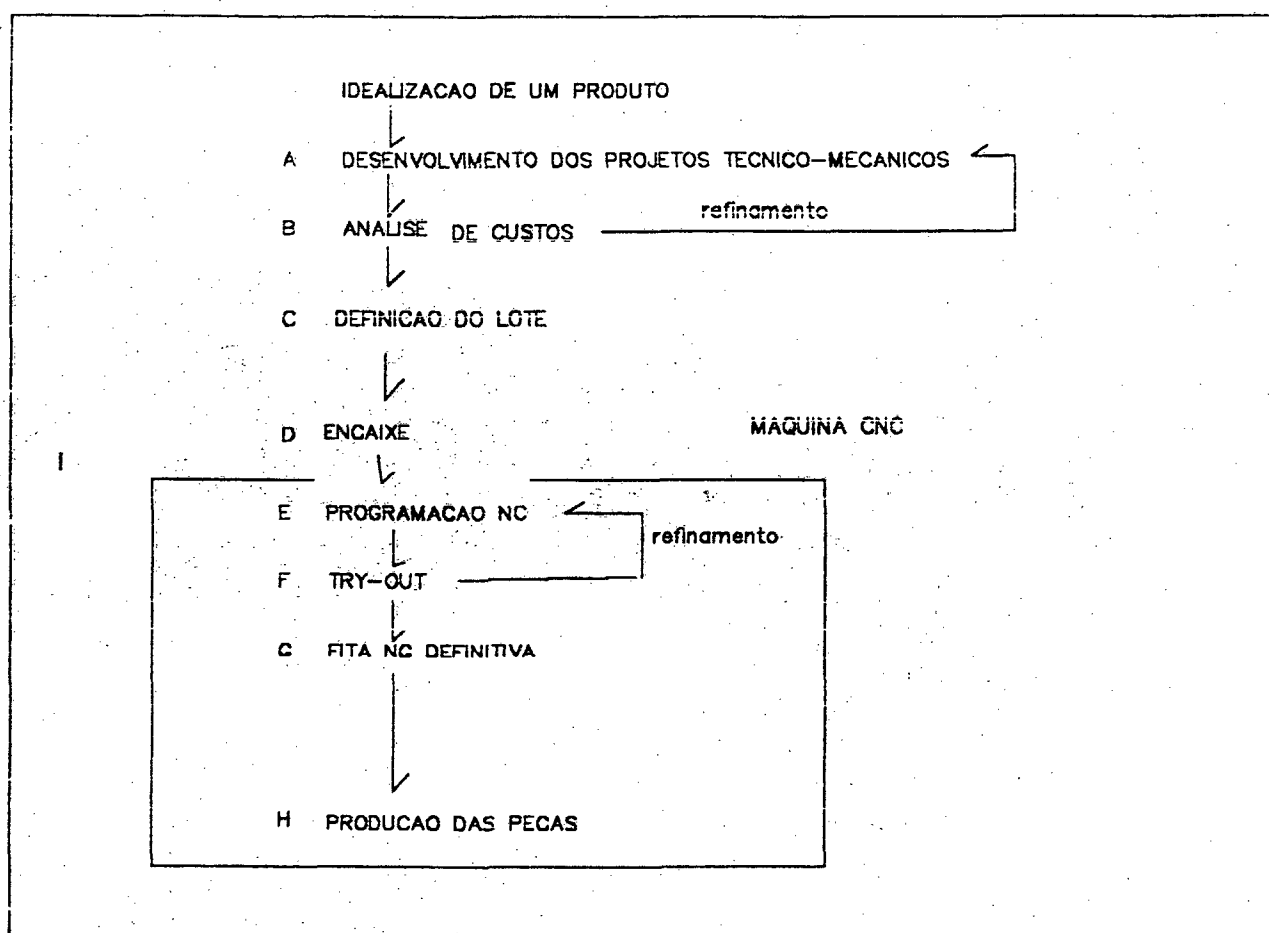 IDEALIZACAO DE UM PRODUTO
A DESENVOLVIMENTO DOS PROJETOS TECNICO-MECANICOS
refinamento
B ANALISE DE CUSTOS
C DEFINICAO DO LOTE
D ENCAIXE
MAQUINA CNC
I
E PROGRAMACAO NC
refinamento
F TRY-OUT
G FITA NC DEFINITIVA
H PRODUCAO DAS PECAS